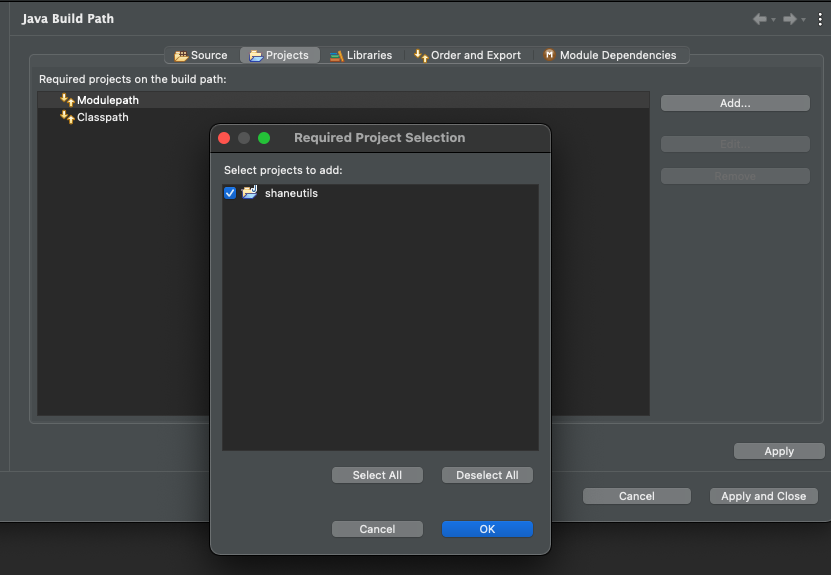 Java Build Path
Source Projects Libraries Order and Export Module Dependencies
Required projects on the build path:
Modulepath
Classpath
Add...
Edit...
Remove
Required Project Selection
Select projects to add:
shaneutils
Select All Deselect All
Cancel OK
Apply
Cancel Apply and Close